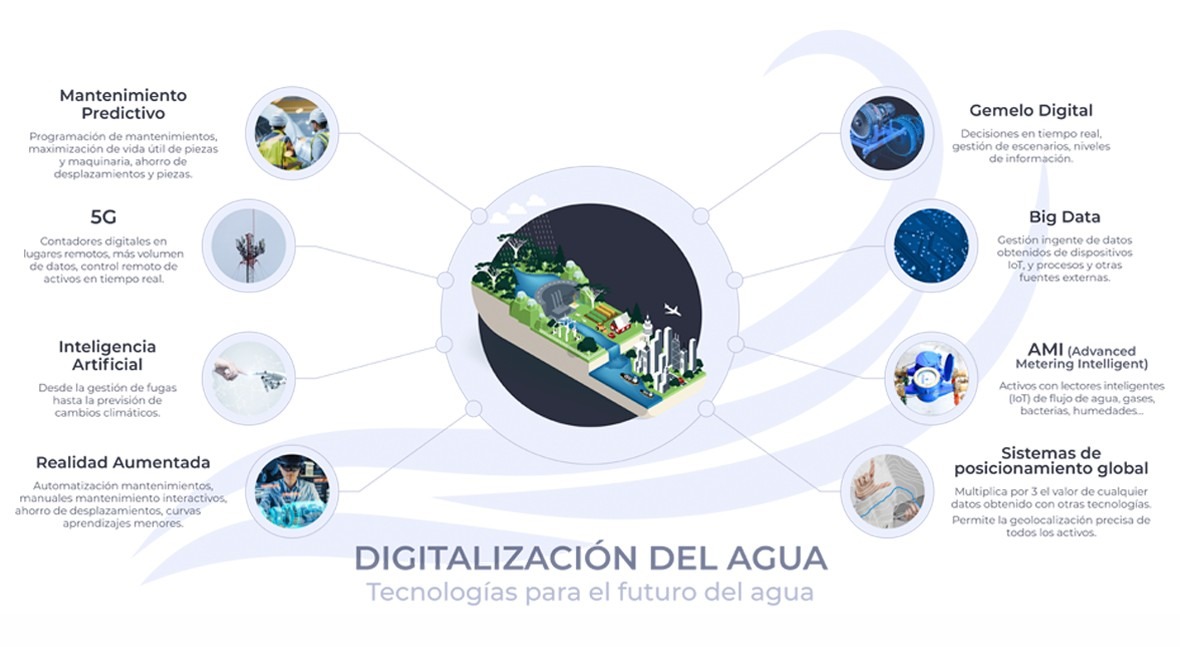 Mantenimiento
Predictivo
Programación de mantenimientos,
maximización de vida útil de piezas
y maquinaria, ahorro de
desplazamientos y piezas.
5G
Contadores digitales en
lugares remotos, más volumen
de datos, control remoto de
activos en tiempo real.
Inteligencia
Artificial
Desde la gestión de fugas
hasta la previsión de
cambios climáticos.
Realidad Aumentada
Automatización mantenimientos,
manuales mantenimiento interactivos,
ahorro de desplazamientos, curvas
aprendizajes menores.
Gemelo Digital
Decisiones en tiempo real,
gestión de escenarios, niveles
de información.
Big Data
Gestión ingente de datos
obtenidos de dispositivos
IoT, y procesos y otras
fuentes externas.
AMI (Advanced
Metering Intelligent)
Activos con lectores inteligentes
(IoT) de flujo de agua, gases,
bacterias, humedades...
Sistemas de
posicionamiento global
Multiplica por 3 el valor de cualquier
datos obtenido con otras tecnologías.
Permite la geolocalización precisa de
todos los activos.
DIGITALIZACIÓN DEL AGUA
Tecnologías para el futuro del agua